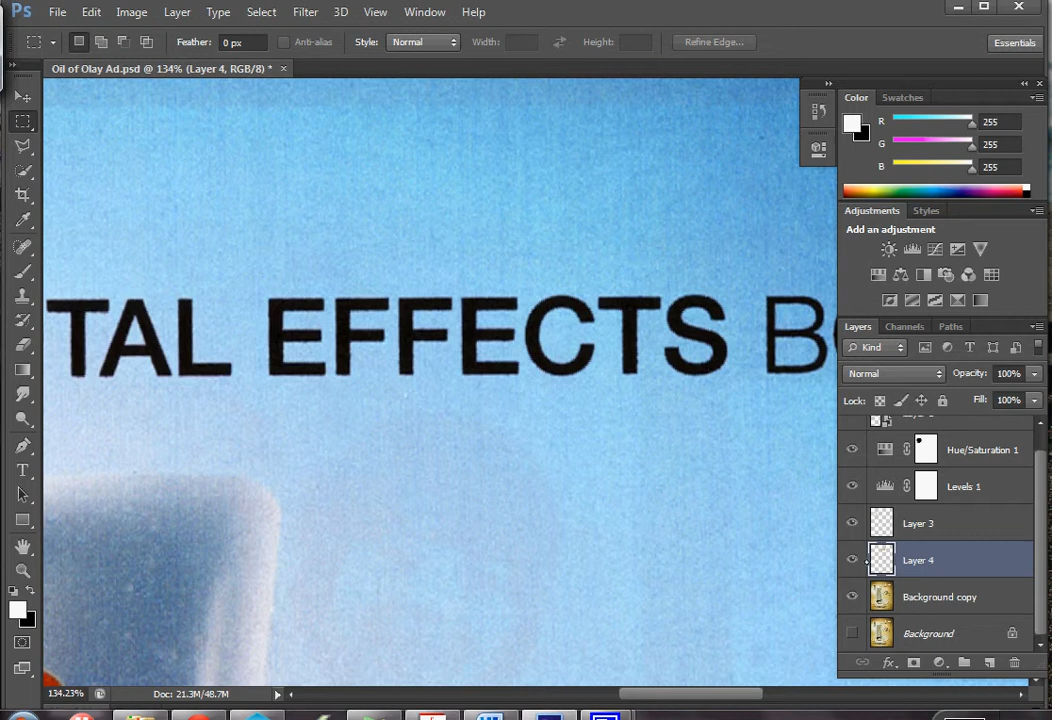 Ps File Edit Image Layer Type Select Filter 3D View Window Help
Feather: 0 px Anti-alias Style: Normal Width: Height: Refine Edge... Essentials
Oil of Olay Ad.psd @ 134% (Layer 4, RGB/8) *
Color Swatches
R 255
G 255
B 255
Adjustments Styles
Add an adjustment
TAL EFFECTS
Layers Channels Paths
Kind
Normal Opacity: 100%
Lock: Fill: 100%
Hue/Saturation 1
Levels 1
Layer 3
Layer 4
Background copy
Background
fx
134.23% Doc: 21.3M/48.7M